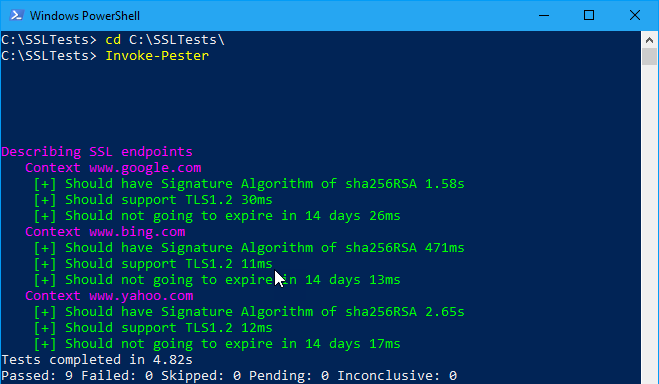 Windows PowerShell
C:\SSLTests> cd C:\SSLTests\
C:\SSLTests> Invoke-Pester
Describing SSL endpoints
Context www.google.com
[+] Should have Signature Algorithm of sha256RSA 1.58s
[+] Should support TLS1.2 30ms
[+] Should not going to expire in 14 days 26ms
Context www.bing.com
[+] Should have Signature Algorithm of sha256RSA 471ms
[+] Should support TLS1.2 11ms
[+] Should not going to expire in 14 days 13ms
Context www.yahoo.com
[+] Should have Signature Algorithm of sha256RSA 2.65s
[+] Should support TLS1.2 12ms
[+] Should not going to expire in 14 days 17ms
Tests completed in 4.82s
Passed: 9 Failed: 0 Skipped: 0 Pending: 0 Inconclusive: 0